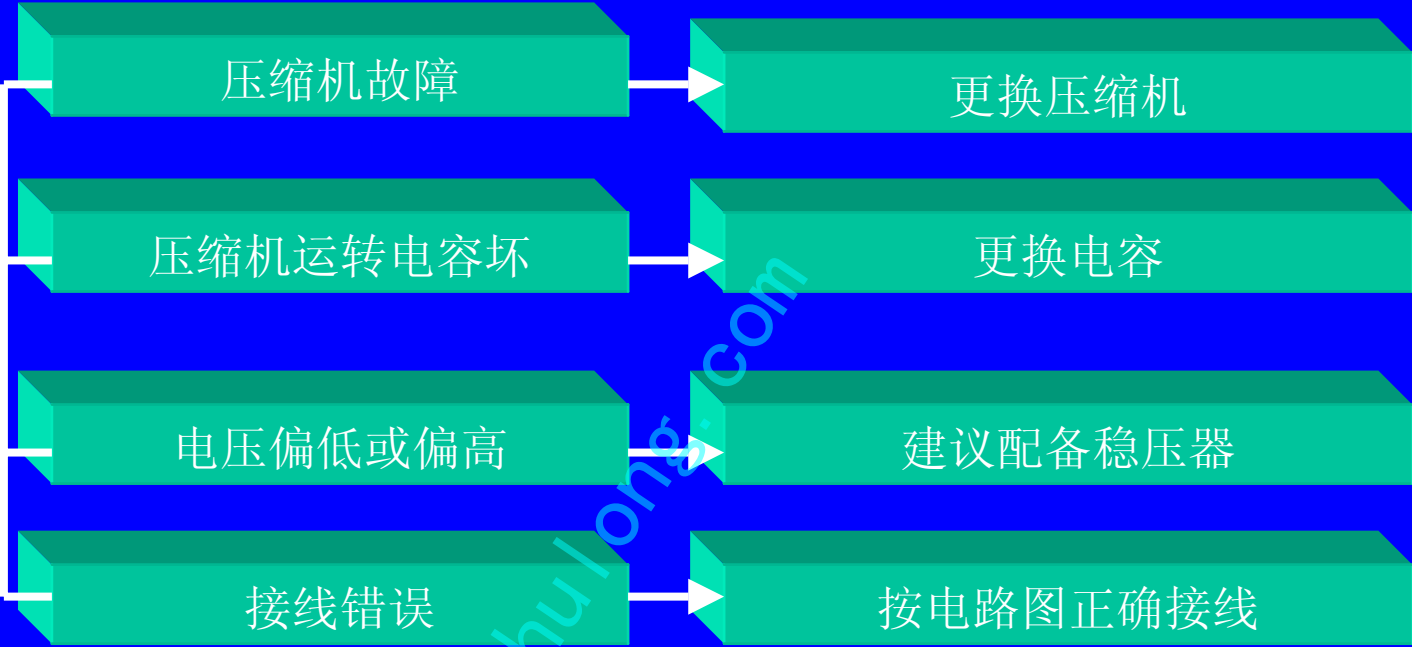 压缩机故障
更换压缩机
压缩机运转电容坏
更换电容
电压偏低或偏高
建议配备稳压器
接线错误
按电路图正确接线
hulong.com